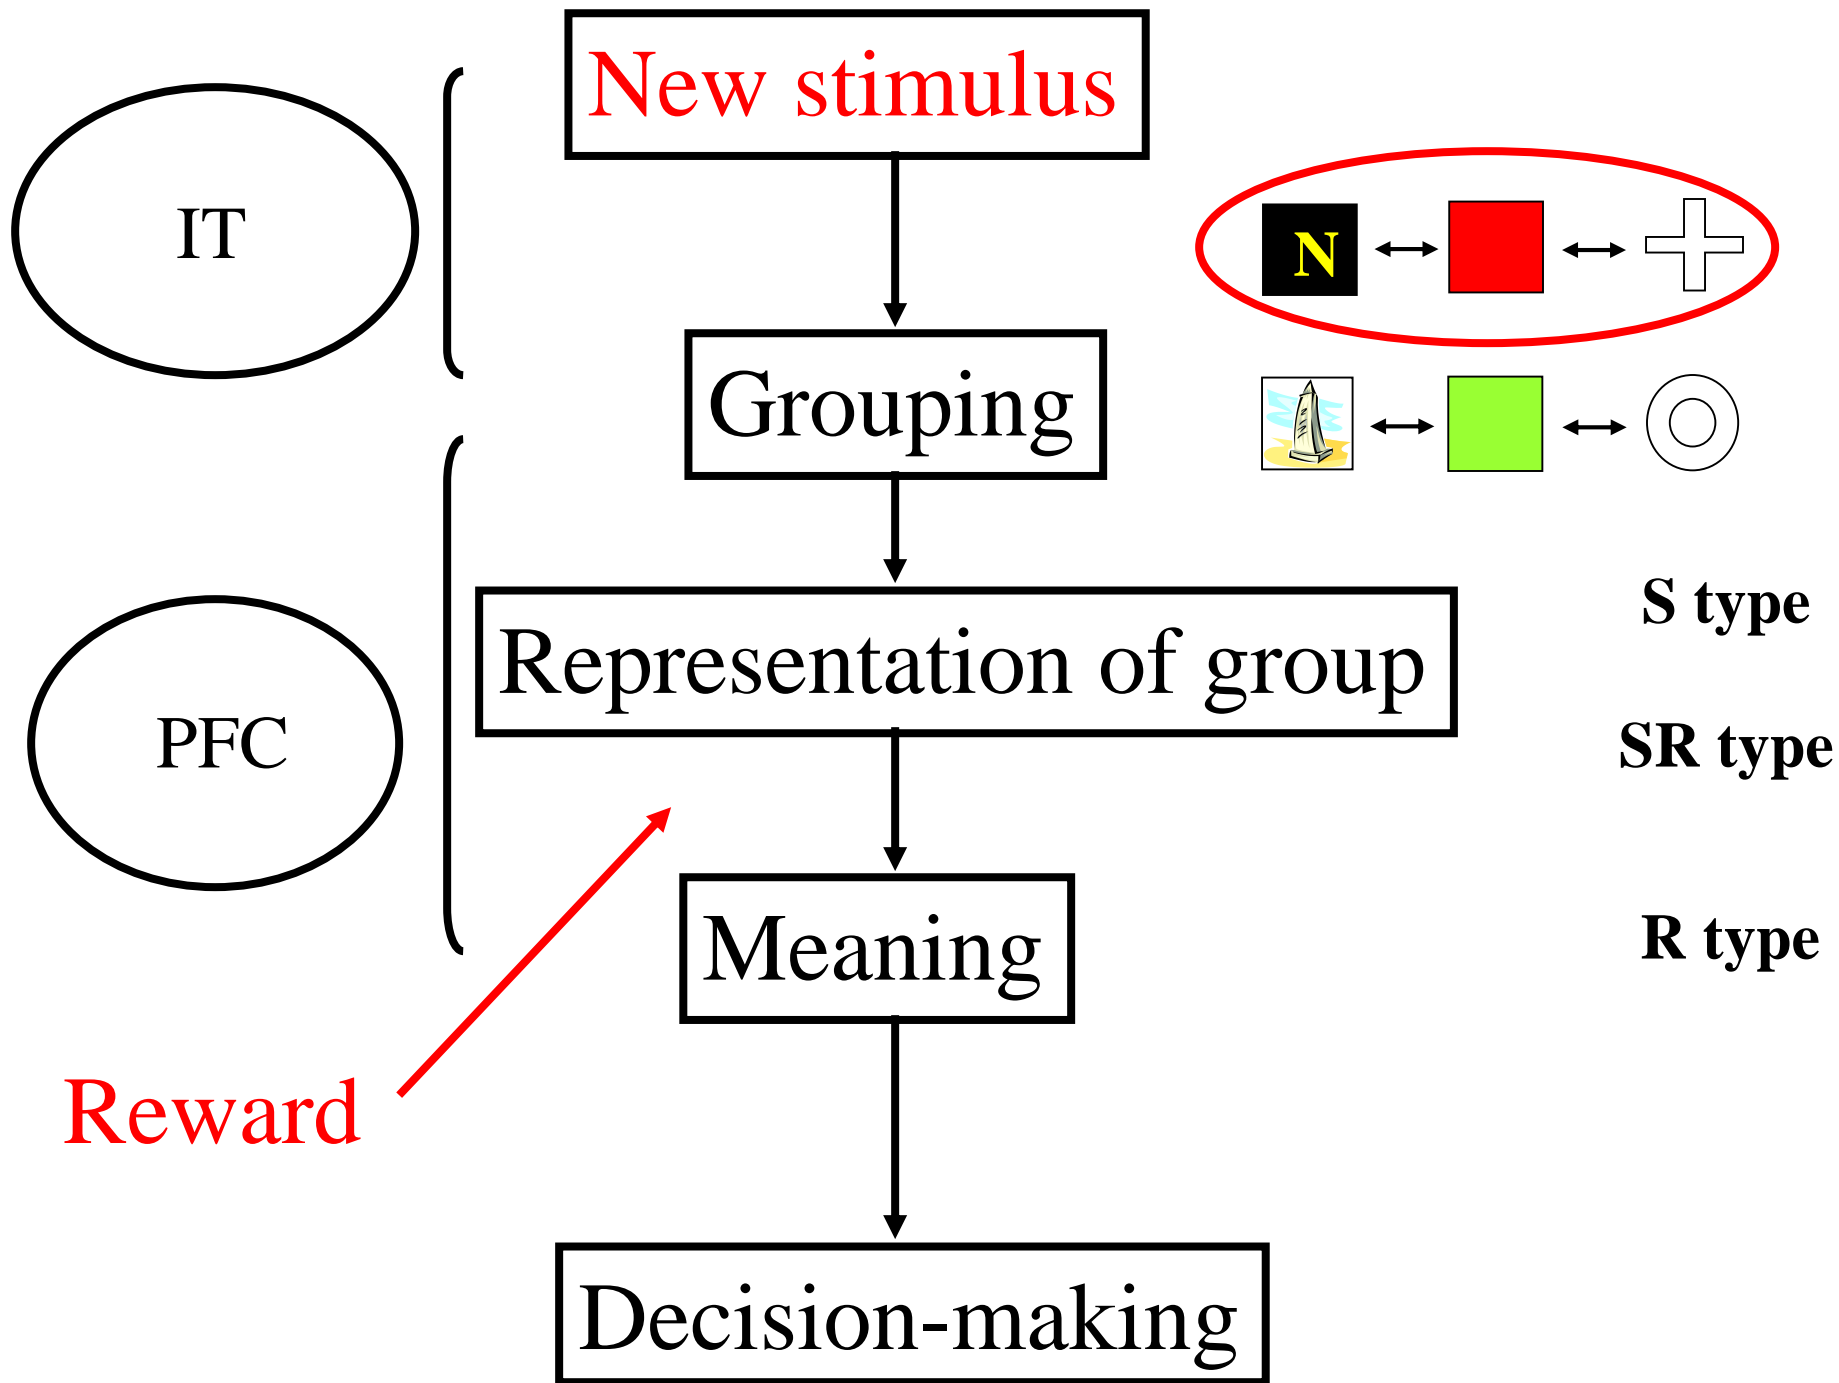 New stimulus
IT
N
Grouping
S type
Representation of group
SR type
PFC
R type
Meaning
Reward
Decision-making